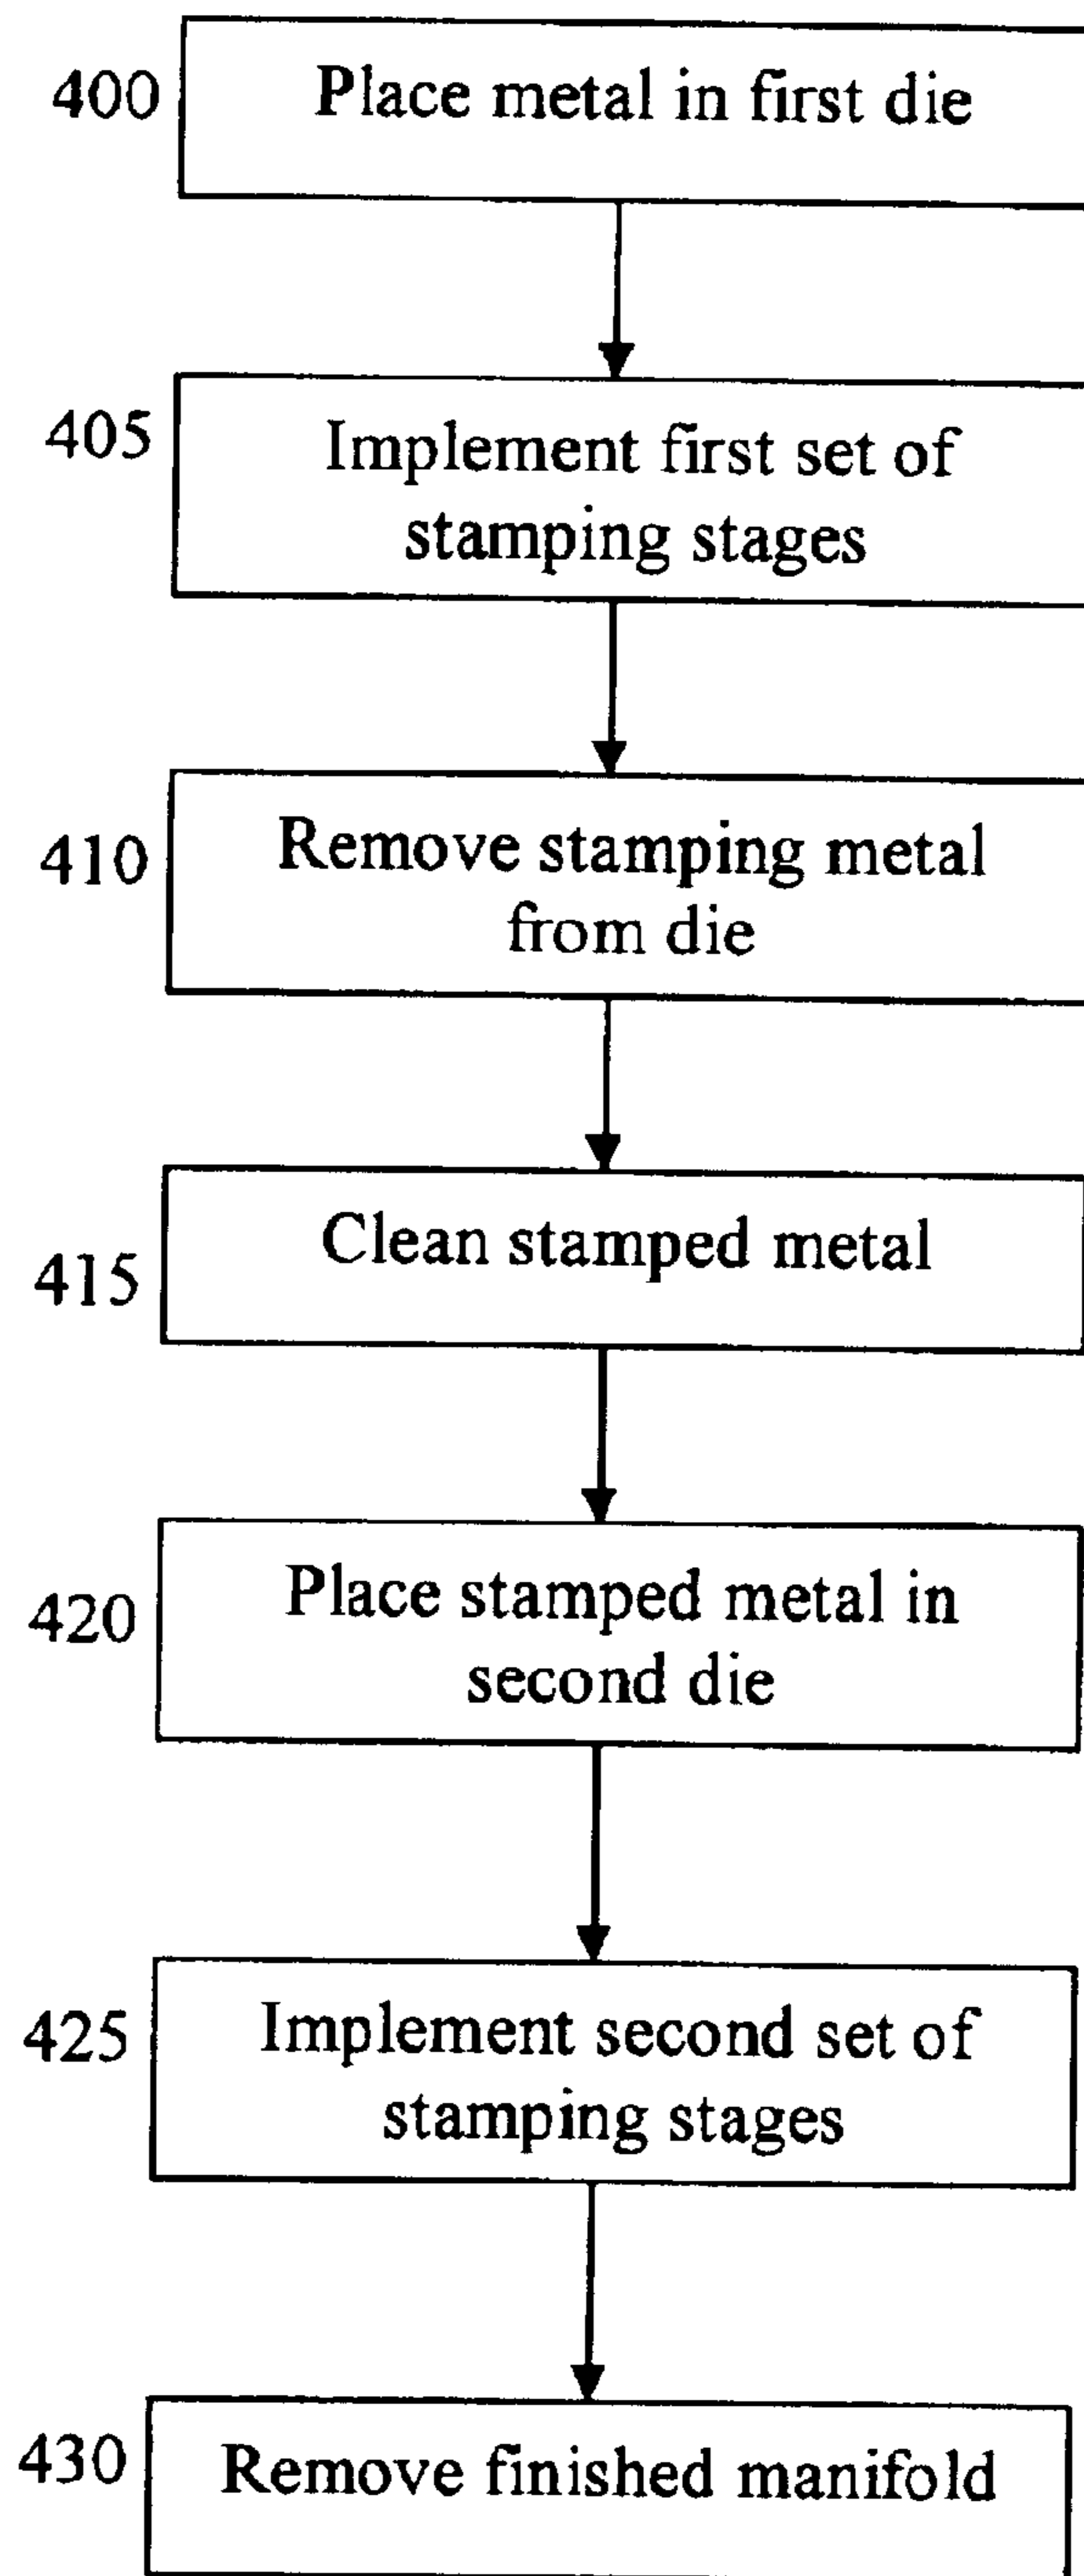 400
Place metal in first die
405
Implement first set of
stamping stages
410
Remove stamping metal
from die
415
Clean stamped metal
420
Place stamped metal in
second die
425
Implement second set of
stamping stages
430
Remove finished manifold